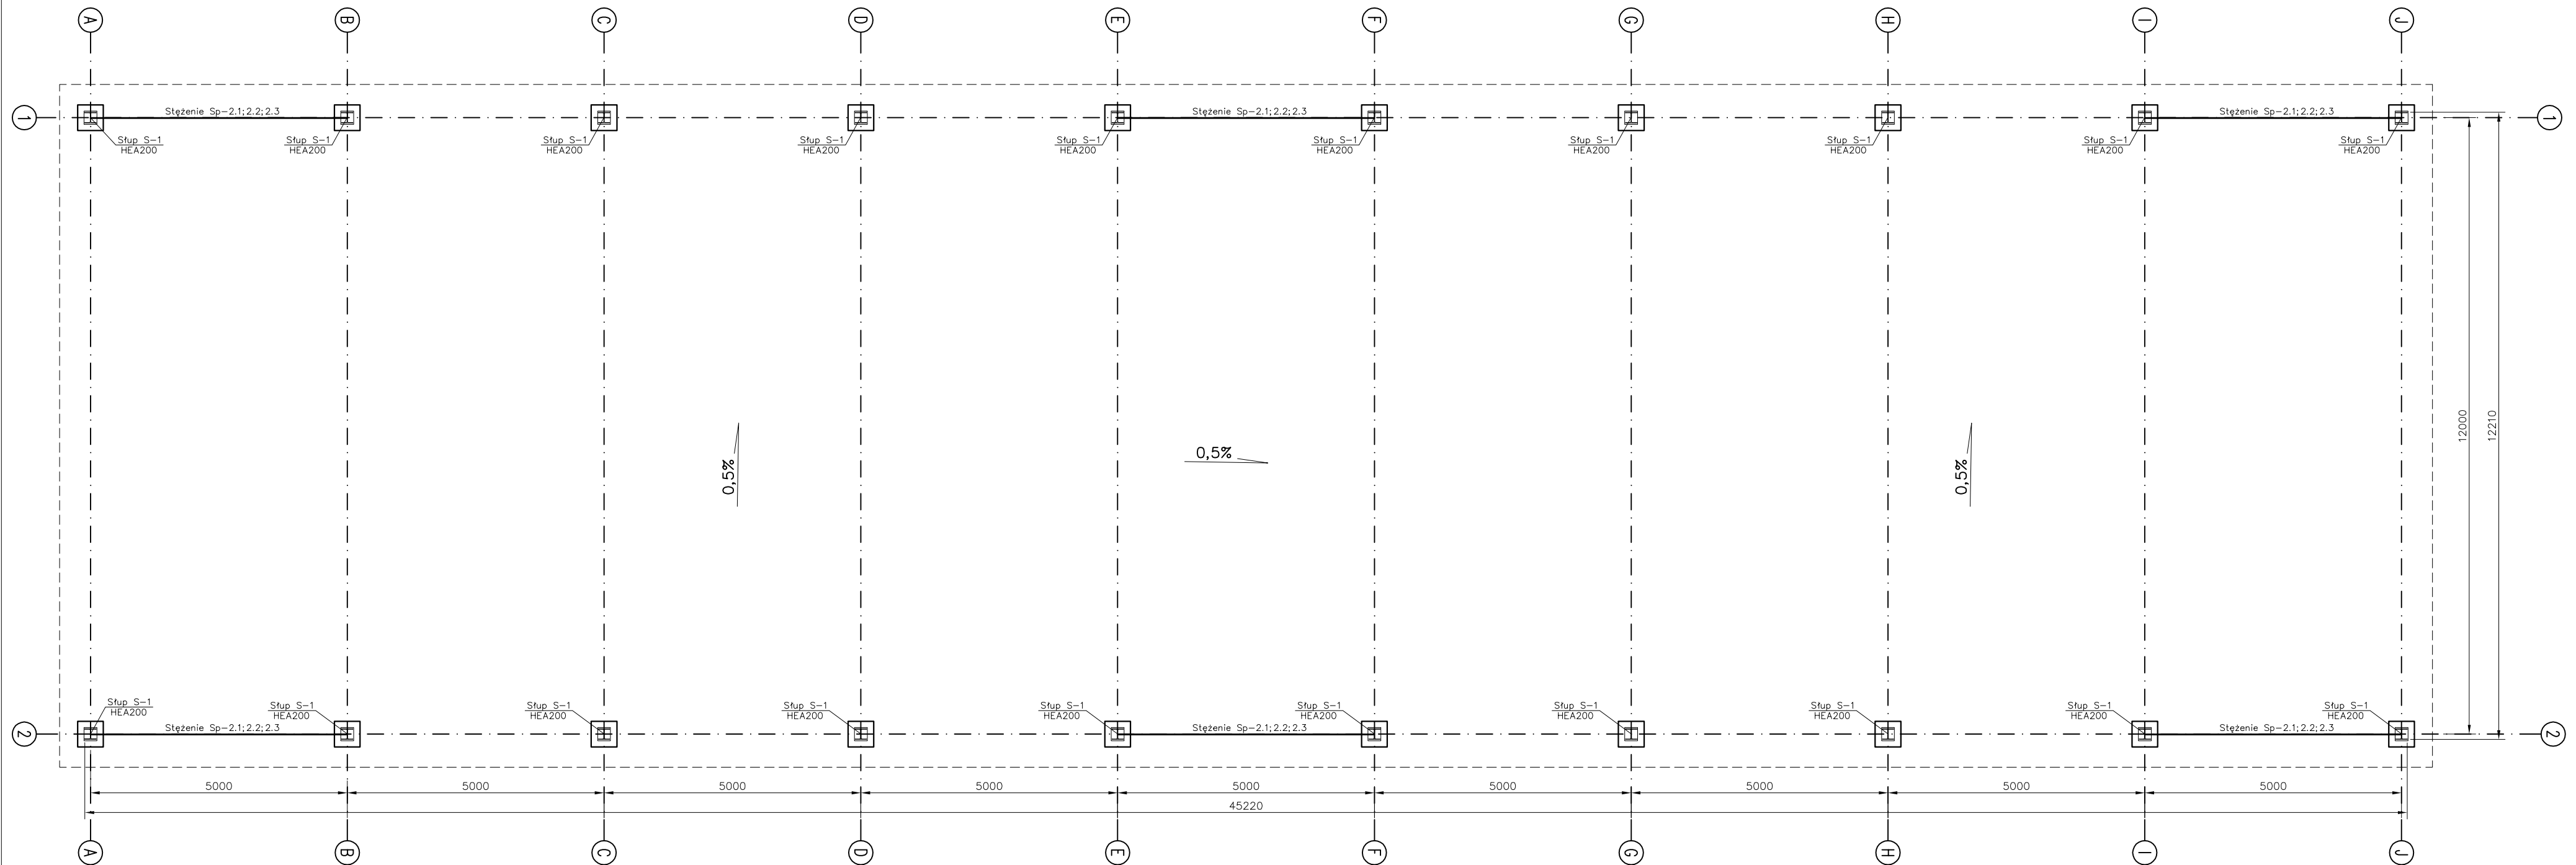 A B C D E F G H I J
1 Stężenie Sp-2.1; 2.2; 2.3 Stężenie Sp-2.1; 2.2; 2.3 Stężenie Sp-2.1; 2.2; 2.3 1
Słup S-1 Słup S-1 Słup S-1 Słup S-1 Słup S-1 Słup S-1 Słup S-1 Słup S-1 Słup S-1 Słup S-1
HEA200 HEA200 HEA200 HEA200 HEA200 HEA200 HEA200 HEA200 HEA200 HEA200
12000
12210
0,5%
0,5%
0,5%
Słup S-1 Słup S-1 Słup S-1 Słup S-1 Słup S-1 Słup S-1 Słup S-1 Słup S-1 Słup S-1 Słup S-1
HEA200 HEA200 HEA200 HEA200 HEA200 HEA200 HEA200 HEA200 HEA200 HEA200
2 Stężenie Sp-2.1; 2.2; 2.3 Stężenie Sp-2.1; 2.2; 2.3 Stężenie Sp-2.1; 2.2; 2.3 2
5000 5000 5000 5000 5000 5000 5000 5000 5000
45220
A B C D E F G H I J